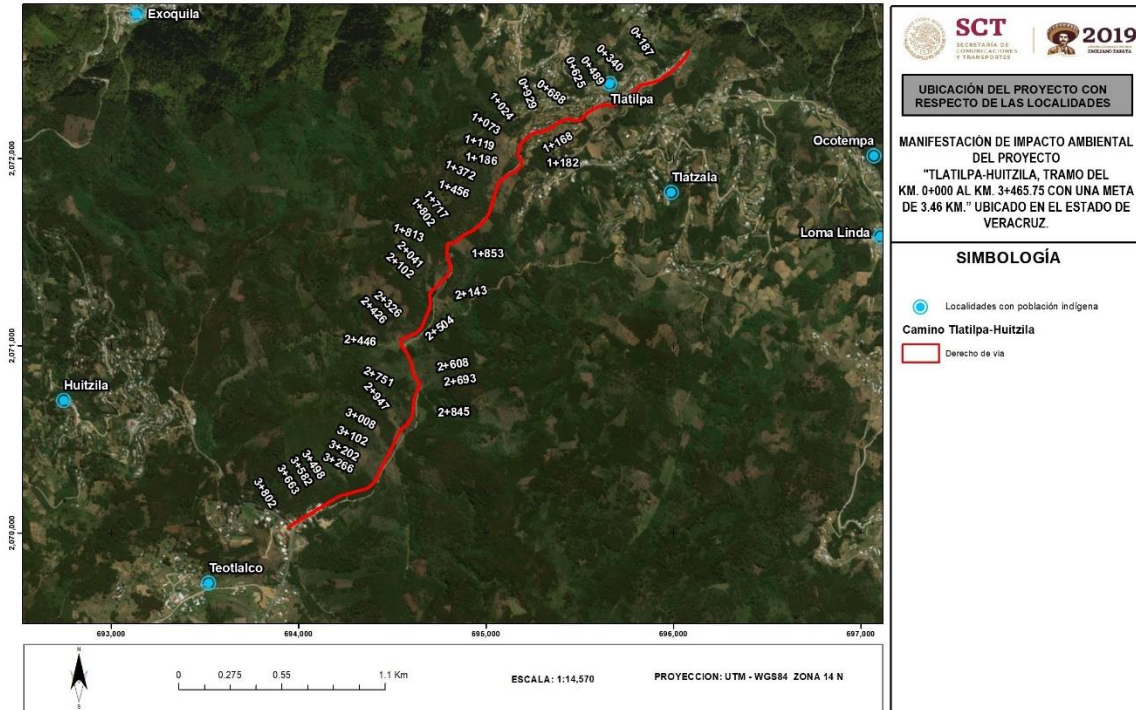 Exoquila
0+187
0+340
0+489
0+625
0+688
0+929
1+024
Tlatilpa
1+073
1+119
1+168
1+182
1+186
1+372
1+456
Tlatzala
Ocotempa
Loma Linda
1+717
1+802
1+813
1+853
2+041
2+102
2+143
2+326
2+426
2+446
2+504
2+608
2+693
2+751
2+845
2+947
3+008
3+102
3+202
3+266
3+498
3+582
3+663
3+802
Huitzila
Teotlalco
2,072,000
2,071,000
2,070,000
693,000
694,000
695,000
696,000
697,000
N
S
0 0.275 0.55 1.1 Km
ESCALA: 1:14,570
PROYECCION: UTM - WGS84 ZONA 14 N
SCT
SECRETARÍA DE
COMUNICACIONES
Y TRANSPORTES
2019
EMILIANO ZAPATA
UBICACIÓN DEL PROYECTO CON
RESPECTO DE LAS LOCALIDADES
MANIFESTACIÓN DE IMPACTO AMBIENTAL
DEL PROYECTO
"TLATILPA-HUITZILA, TRAMO DEL
KM. 0+000 AL KM. 3+465.75 CON UNA META
DE 3.46 KM." UBICADO EN EL ESTADO DE
VERACRUZ.
SIMBOLOGÍA
Localidades con población indígena
Camino Tlatilpa-Huitzila
Derecho de vía